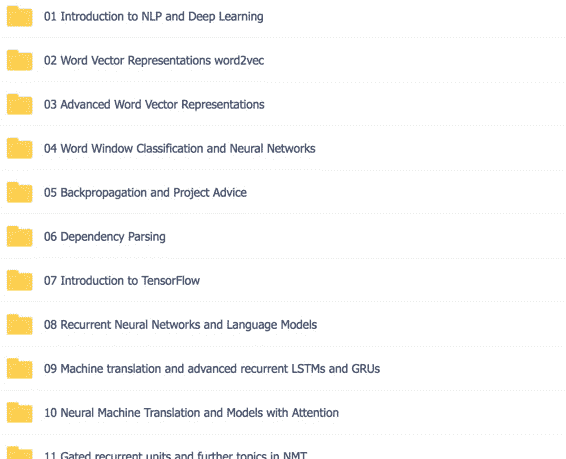 01 Introduction to NLP and Deep Learning
02 Word Vector Representations word2vec
03 Advanced Word Vector Representations
04 Word Window Classification and Neural Networks
05 Backpropagation and Project Advice
06 Dependency Parsing
07 Introduction to TensorFlow
08 Recurrent Neural Networks and Language Models
09 Machine translation and advanced recurrent LSTMs and GRUs
10 Neural Machine Translation and Models with Attention
11 Gated recurrent units and further topics in NMT